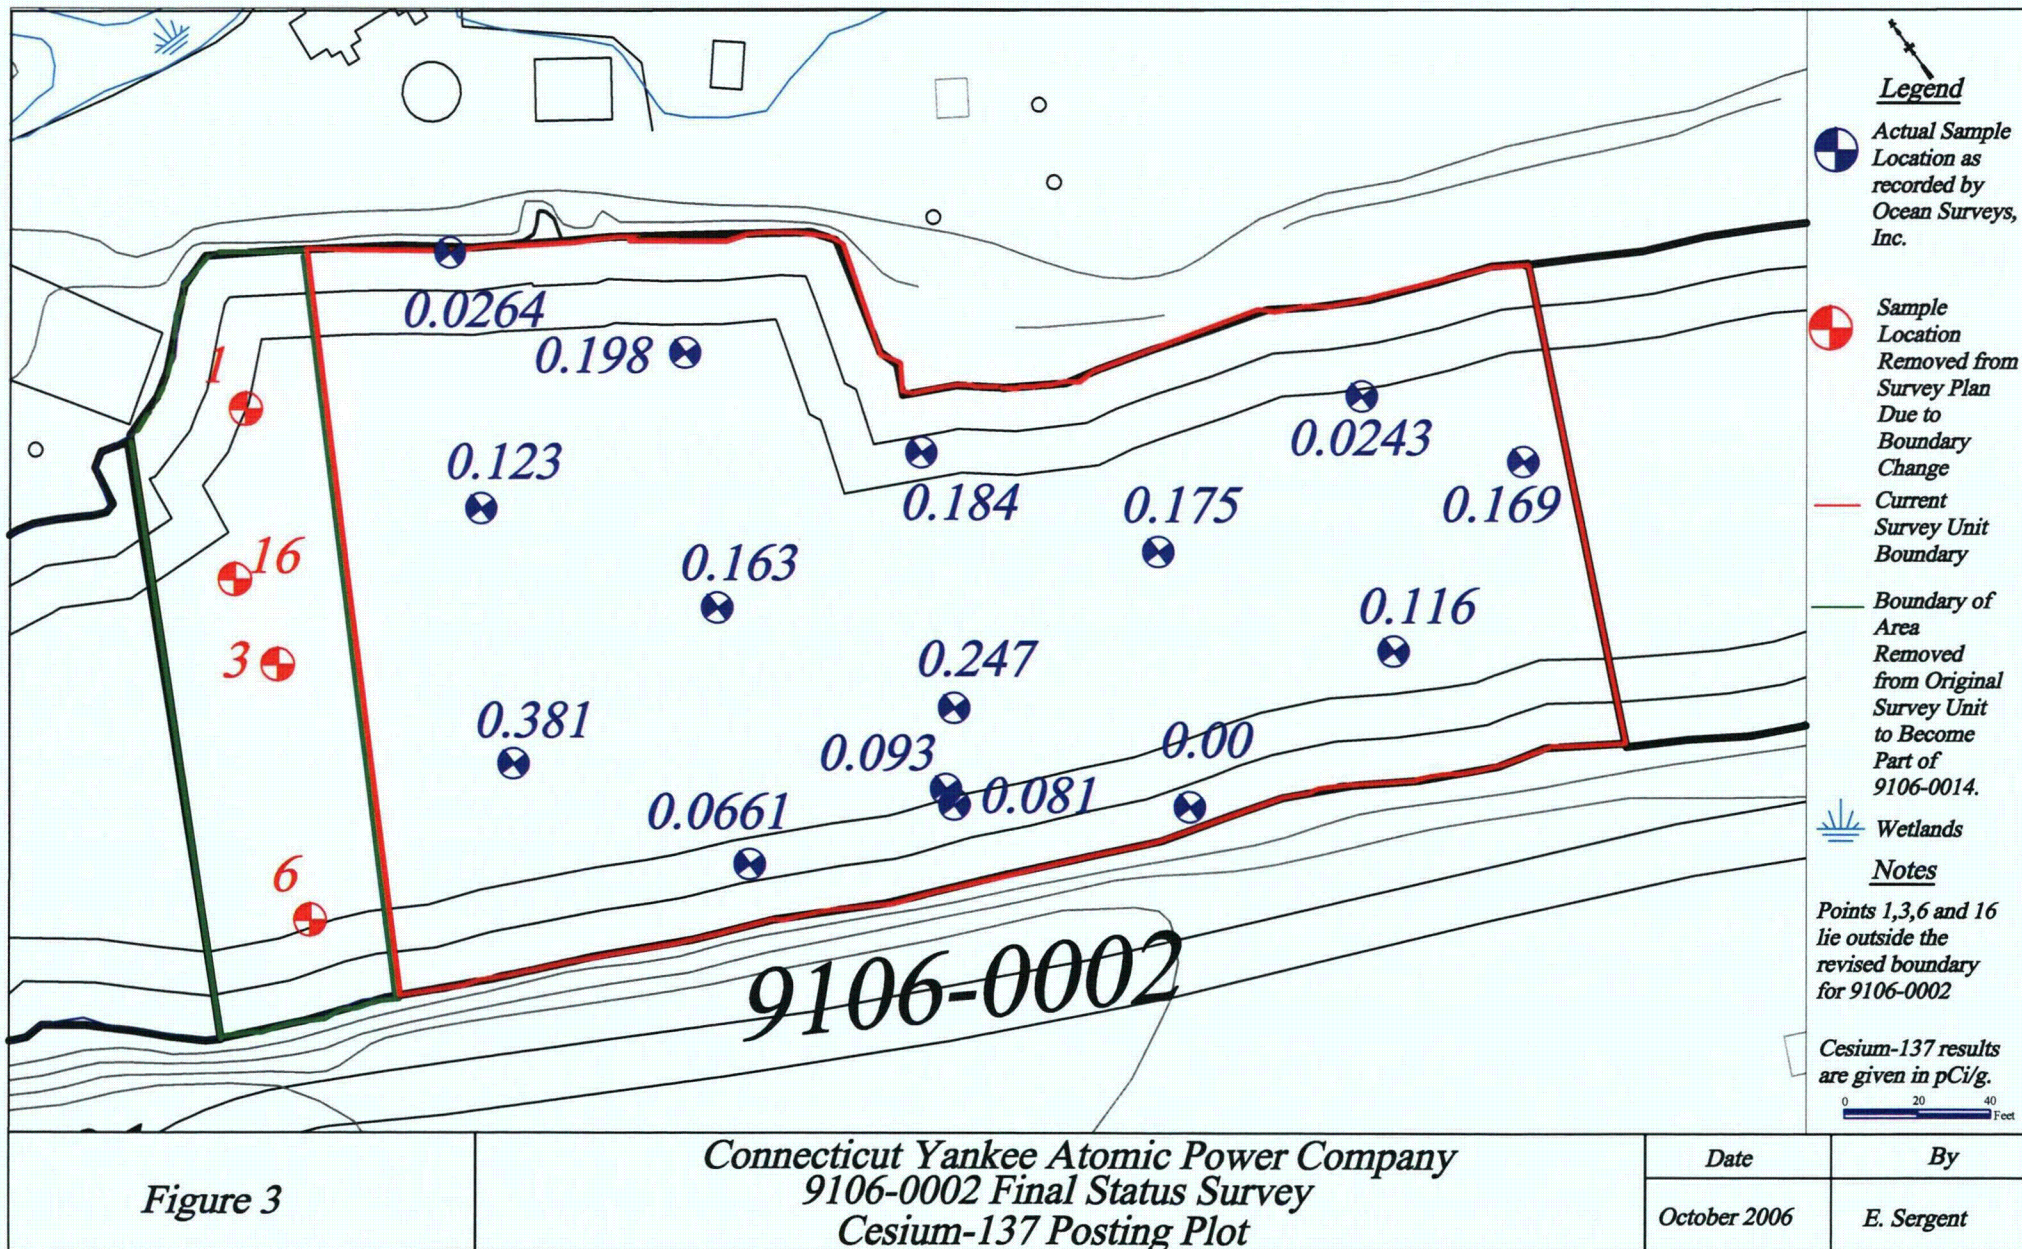 0.0264
0.198
0.123
0.163
0.184
0.175
0.0243
0.169
0.116
0.247
0.381
0.093
0.081
0.00
0.0661
1
16
3
6
9106-0002
Legend
Actual Sample
Location as
recorded by
Ocean Surveys,
Inc.
Sample
Location
Removed from
Survey Plan
Due to
Boundary
Change
Current
Survey Unit
Boundary
Boundary of
Area
Removed
from Original
Survey Unit
to Become
Part of
9106-0014.
Wetlands
Notes
Points 1,3,6 and 16
lie outside the
revised boundary
for 9106-0002
Cesium-137 results
are given in pCi/g.
0 20 40
Feet
Figure 3
Connecticut Yankee Atomic Power Company
9106-0002 Final Status Survey
Cesium-137 Posting Plot
Date
By
October 2006
E. Sergent